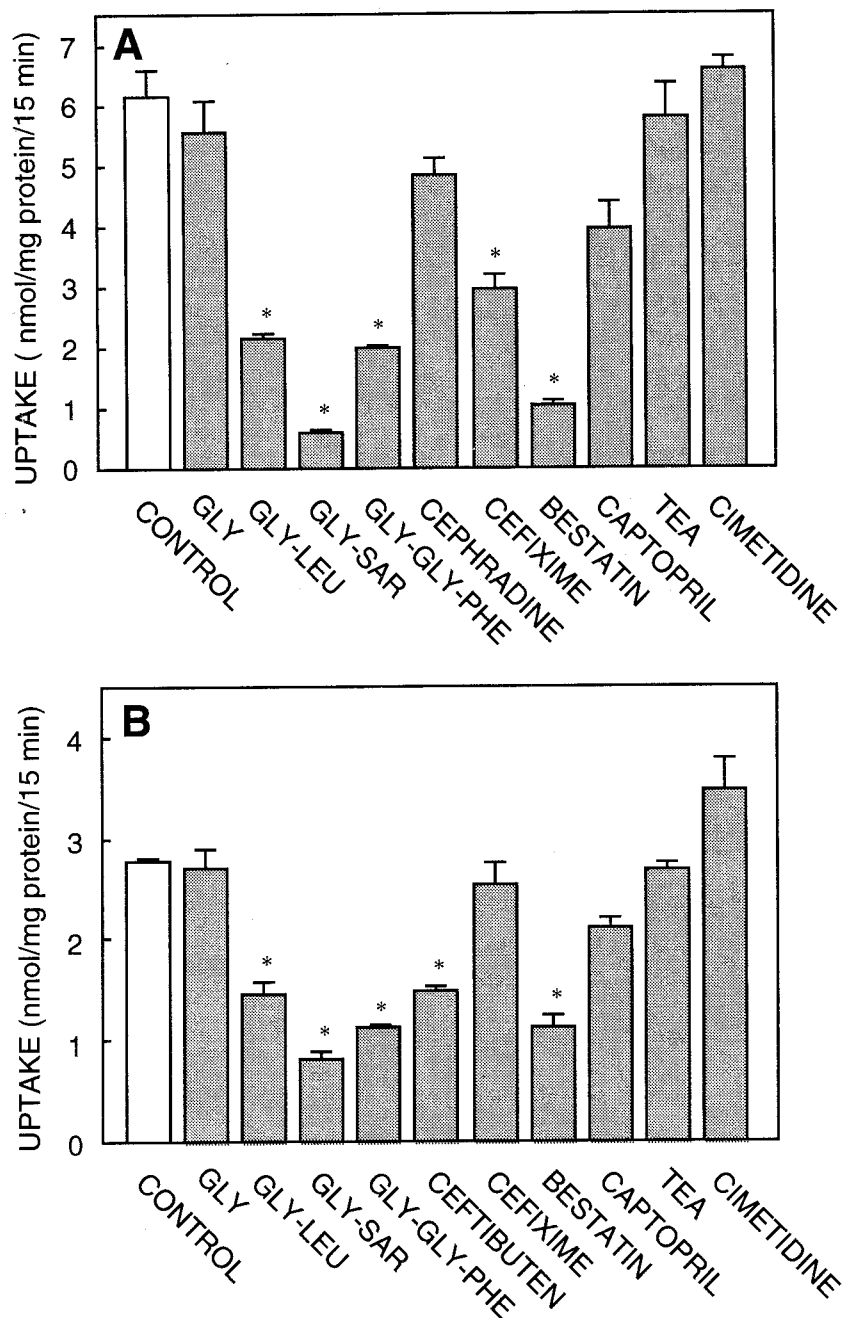 A
UPTAKE ( nmol/mg protein/15 min)
7
6
5
4
3
2
1
0
*
*
*
*
*
CONTROL
GLY
GLY-LEU
GLY-SAR
GLY-GLY-PHE
CEPHRADINE
CEFIXIME
BESTATIN
CAPTOPRIL
TEA
CIMETIDINE
B
UPTAKE (nmol/mg protein/15 min)
4
3
2
1
0
*
*
*
*
*
CONTROL
GLY
GLY-LEU
GLY-SAR
GLY-GLY-PHE
CEFTIBUTEN
CEFIXIME
BESTATIN
CAPTOPRIL
TEA
CIMETIDINE